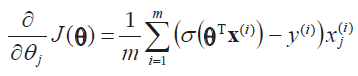 ∂/∂θ_j J(θ) = 1/m ∑_{i=1}^{m} (σ(θ^T x^(i)) − y^(i)) x_j^(i)